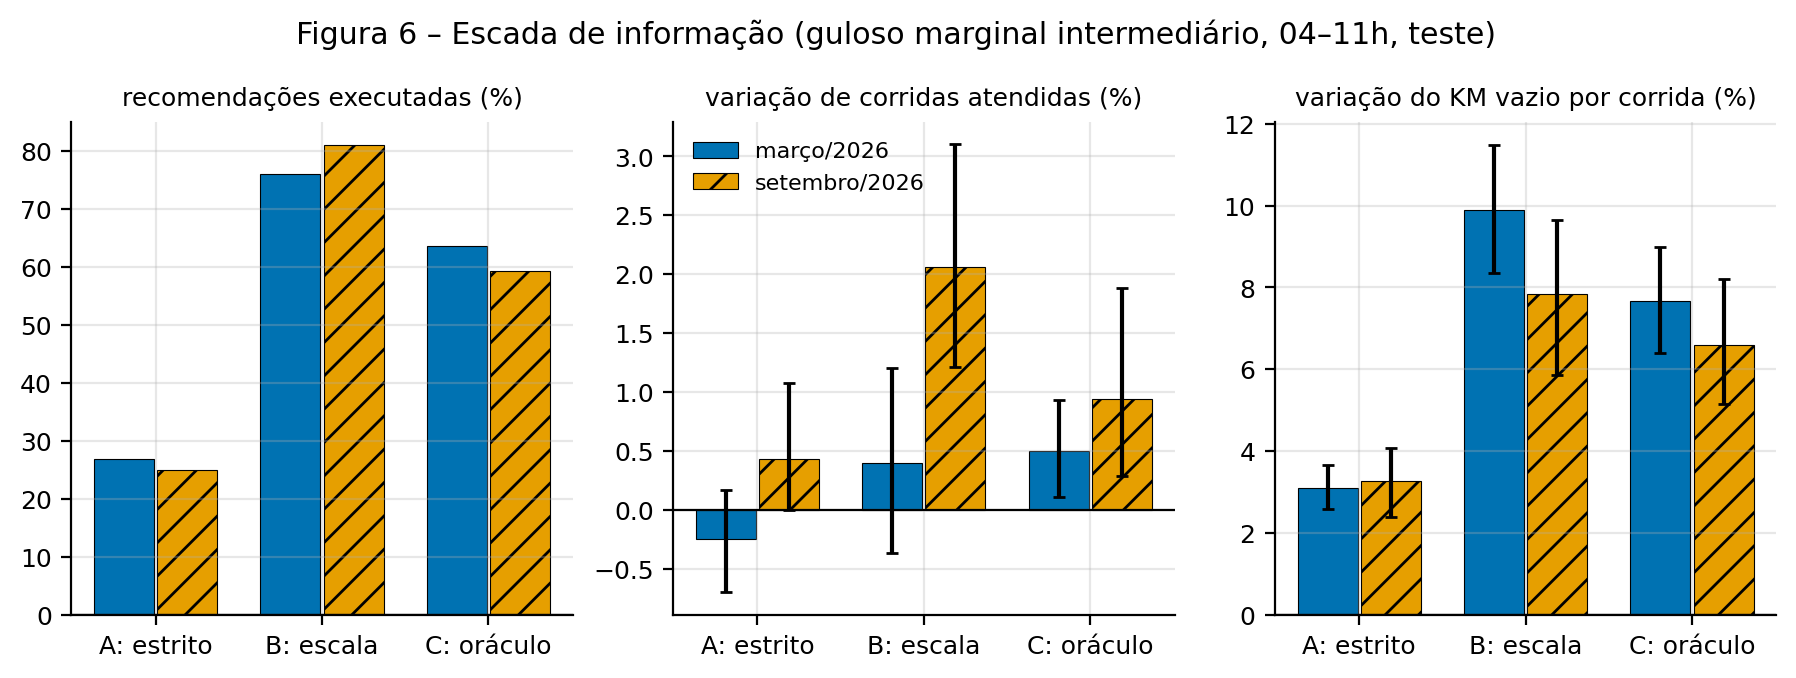 Figura 6 – Escada de informação (guloso marginal intermediário, 04–11h, teste)
recomendações executadas (%)
80
70
60
50
40
30
20
10
0
A: estrito
B: escala
C: oráculo
variação de corridas atendidas (%)
março/2026
setembro/2026
3.0
2.5
2.0
1.5
1.0
0.5
0.0
−0.5
A: estrito
B: escala
C: oráculo
variação do KM vazio por corrida (%)
12
10
8
6
4
2
0
A: estrito
B: escala
C: oráculo